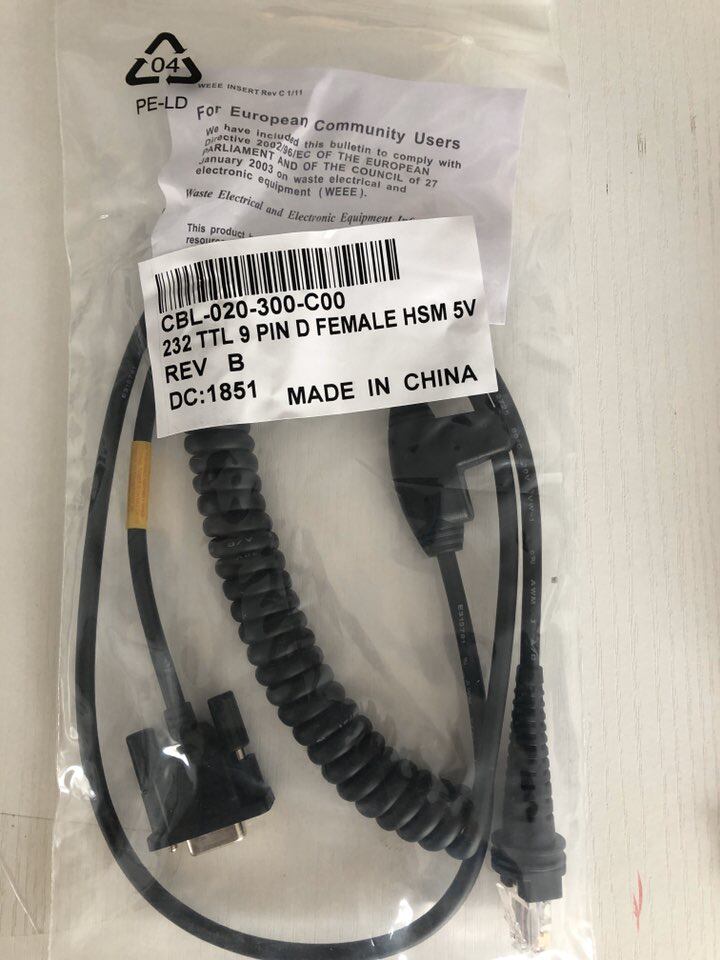 04
PE-LD
WEEE INSERT Rev C 1/11
For European Community Users
We have included this bulletin to comply with
Directive 2002/96/EC OF THE EUROPEAN
PARLIAMENT AND OF THE COUNCIL of 27
January 2003 on waste electrical and
electronic equipment (WEEE).
Waste Electrical and Electronic Equipment
This product
CBL-020-300-C00
232 TTL 9 PIN D FEMALE HSM 5V
REV B
DC:1851 MADE IN CHINA